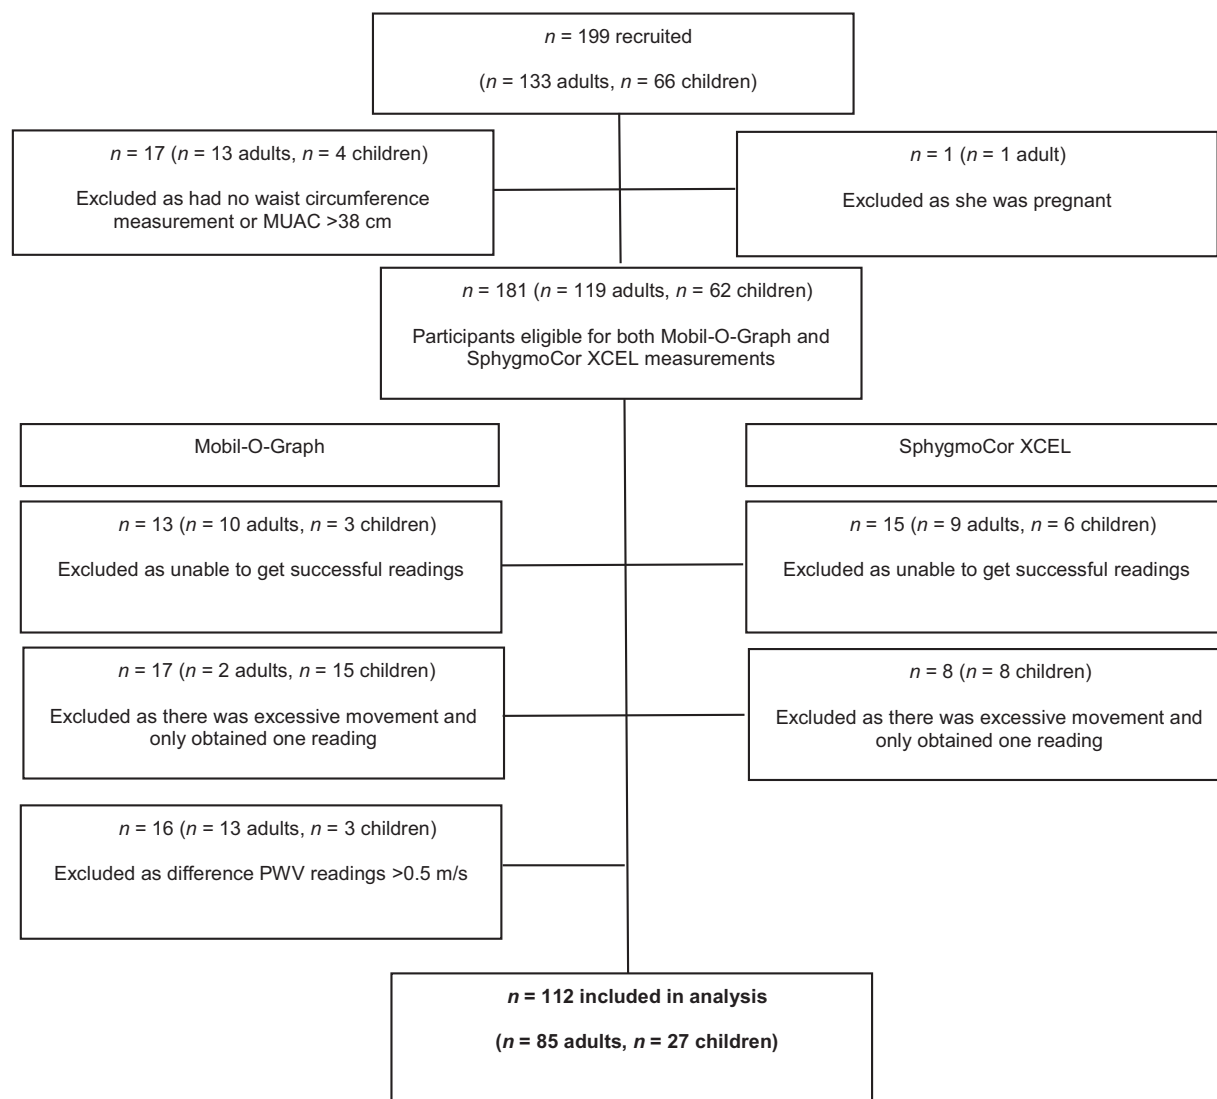 n = 199 recruited
(n = 133 adults, n = 66 children)
n = 17 (n = 13 adults, n = 4 children)
Excluded as had no waist circumference
measurement or MUAC >38 cm
n = 1 (n = 1 adult)
Excluded as she was pregnant
n = 181 (n = 119 adults, n = 62 children)
Participants eligible for both Mobil-O-Graph and
SphygmoCor XCEL measurements
Mobil-O-Graph
SphygmoCor XCEL
n = 13 (n = 10 adults, n = 3 children)
Excluded as unable to get successful readings
n = 15 (n = 9 adults, n = 6 children)
Excluded as unable to get successful readings
n = 17 (n = 2 adults, n = 15 children)
Excluded as there was excessive movement and
only obtained one reading
n = 8 (n = 8 children)
Excluded as there was excessive movement and
only obtained one reading
n = 16 (n = 13 adults, n = 3 children)
Excluded as difference PWV readings >0.5 m/s
n = 112 included in analysis
(n = 85 adults, n = 27 children)